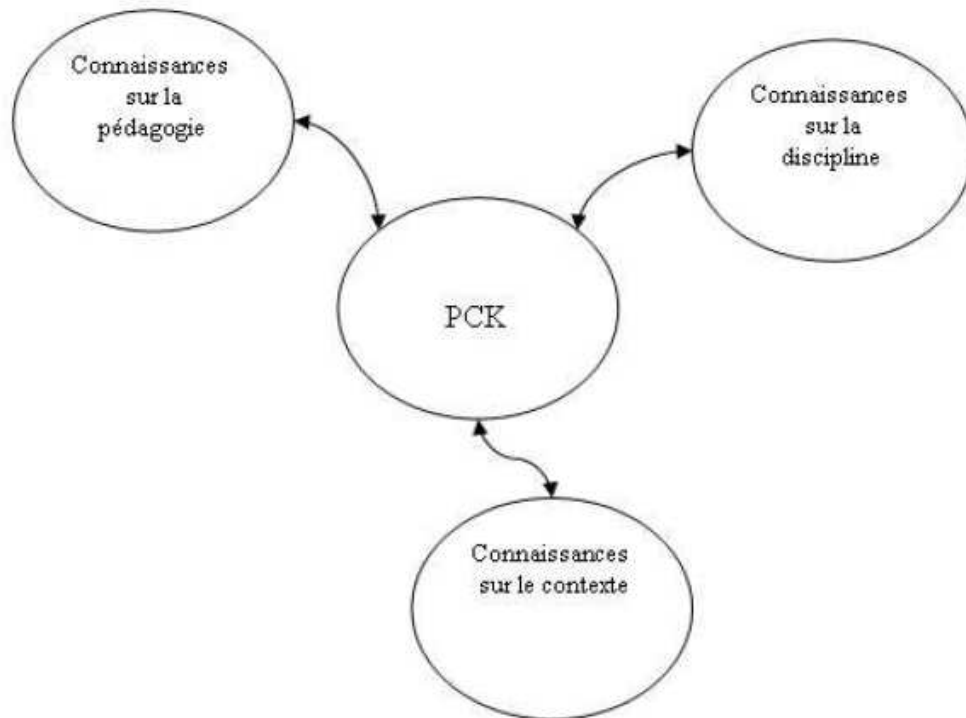 Connaissances
sur la
pédagogie
Connaissances
sur la
discipline
PCK
Connaissances
sur le contexte